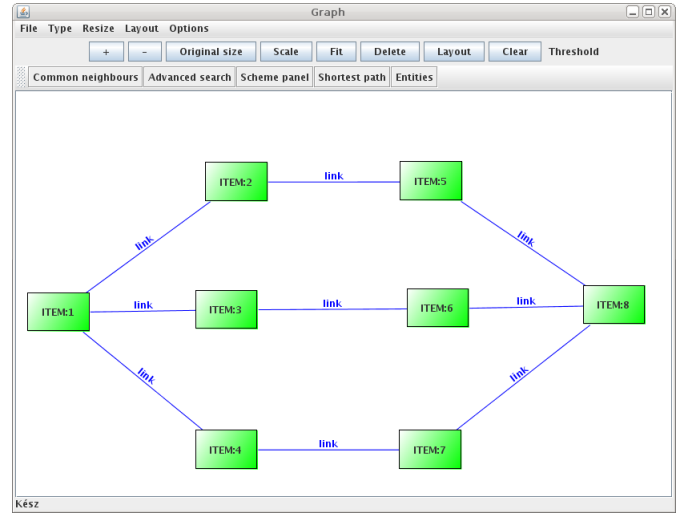 Graph
File Type Resize Layout Options
+ - Original size Scale Fit Delete Layout Clear Threshold
Common neighbours Advanced search Scheme panel Shortest path Entities
ITEM:2 link ITEM:5
link link
ITEM:1 link ITEM:3 link ITEM:6 link ITEM:8
link link
ITEM:4 link ITEM:7
Kész